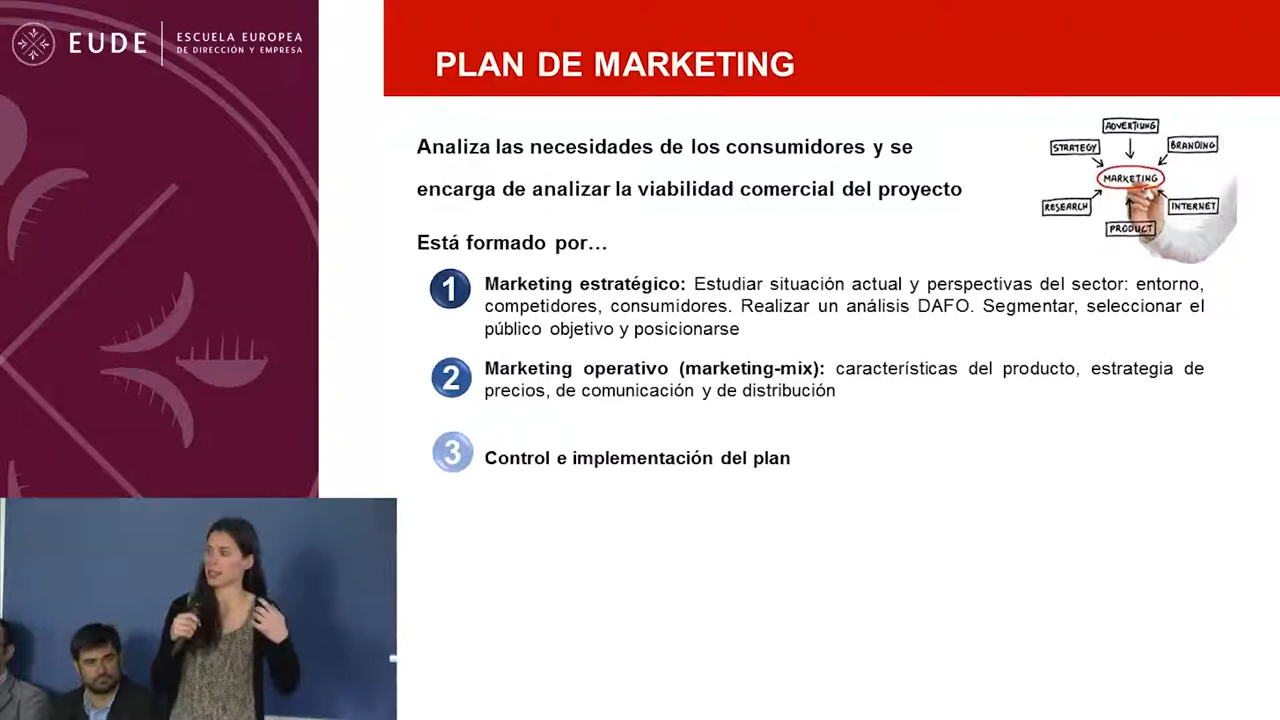 EUDE
ESCUELA EUROPEA
DE DIRECCIÓN Y EMPRESA
PLAN DE MARKETING
Analiza las necesidades de los consumidores y se
encarga de analizar la viabilidad comercial del proyecto
ADVERTISING
STRATEGY
BRANDING
MARKETING
RESEARCH
INTERNET
PRODUCT
Está formado por…
1
Marketing estratégico: Estudiar situación actual y perspectivas del sector: entorno,
competidores, consumidores. Realizar un análisis DAFO. Segmentar, seleccionar el
público objetivo y posicionarse
2
Marketing operativo (marketing-mix): características del producto, estrategia de
precios, de comunicación y de distribución
3
Control e implementación del plan